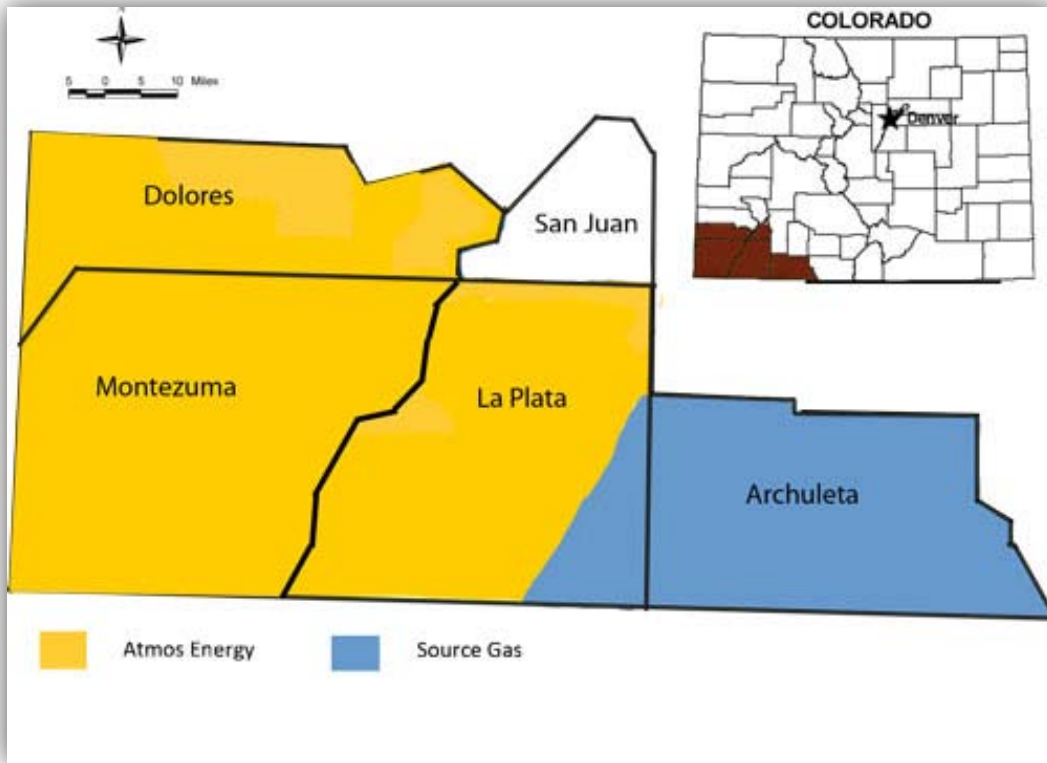 N
5 0 5 10 Miles
COLORADO
Denver
Dolores
San Juan
Montezuma
La Plata
Archuleta
Atmos Energy
Source Gas